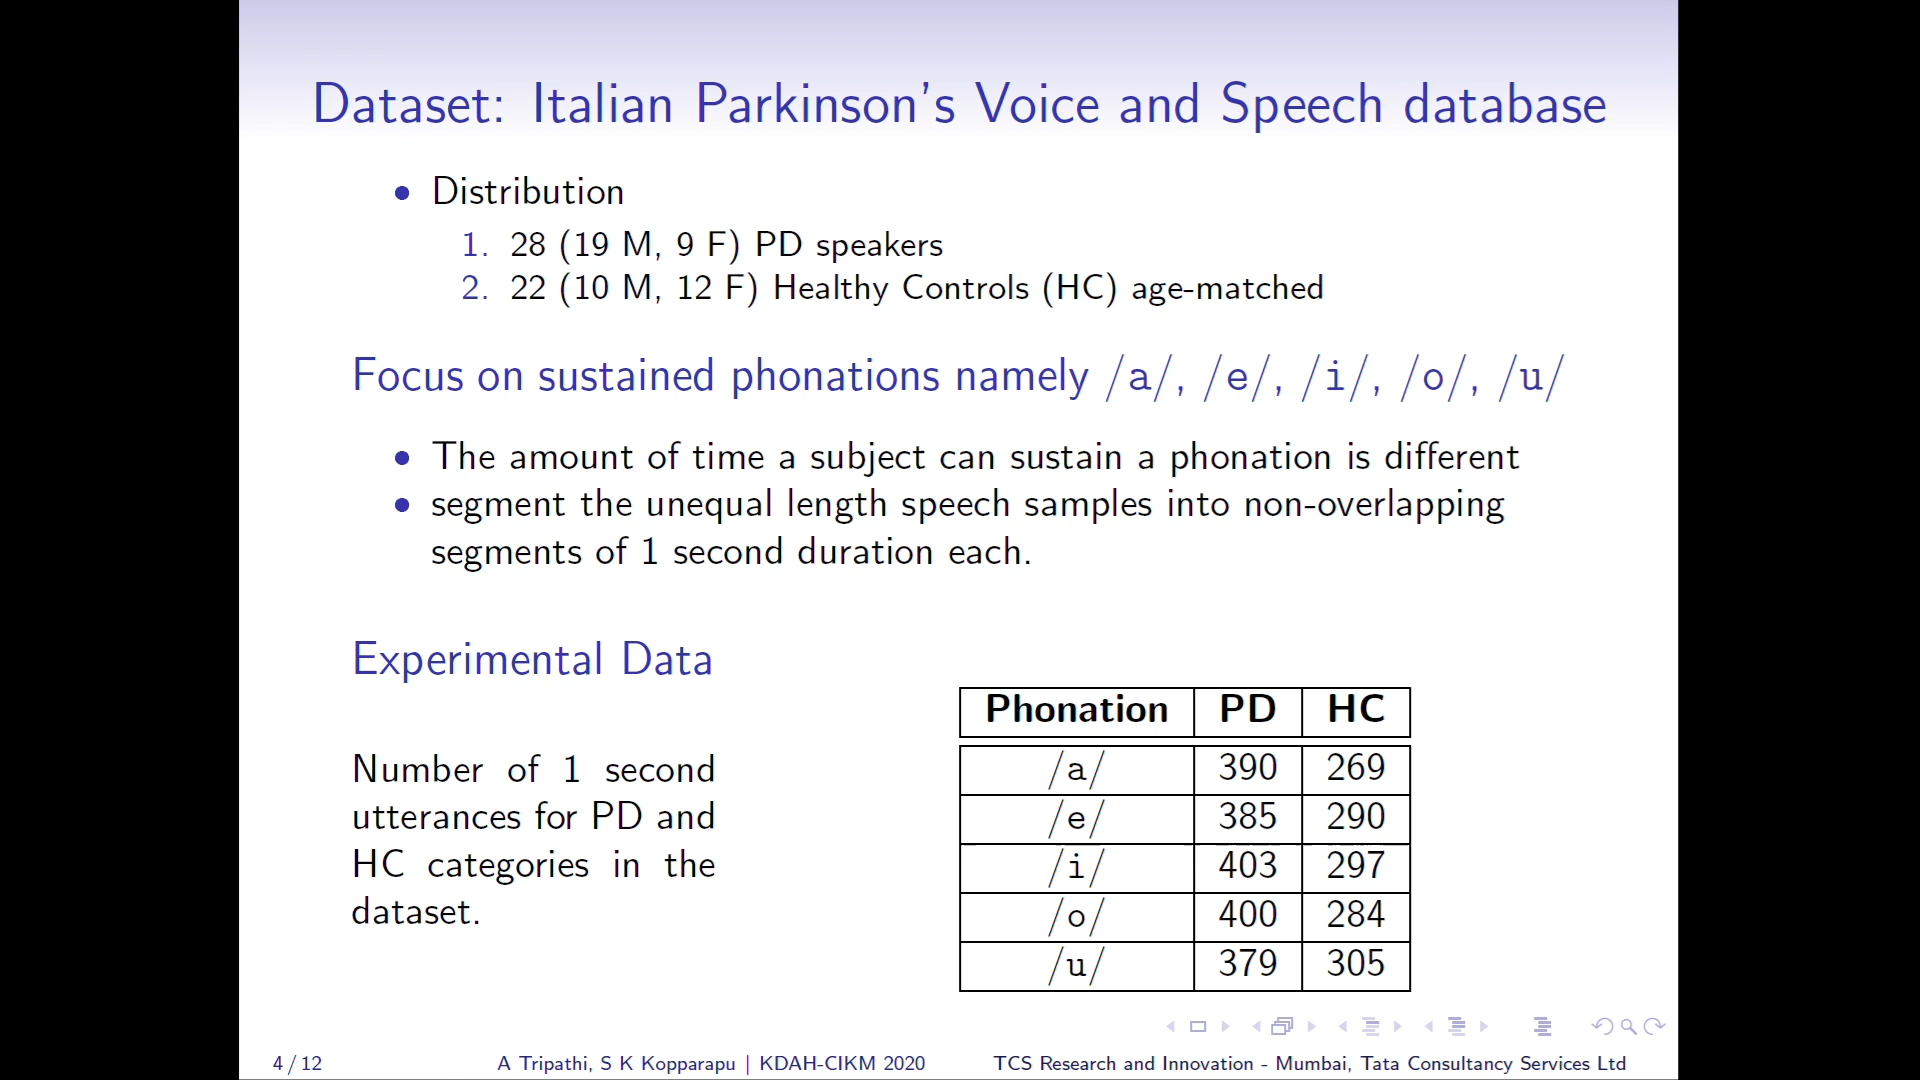 Dataset: Italian Parkinson's Voice and Speech database
• Distribution
1. 28 (19 M, 9 F) PD speakers
2. 22 (10 M, 12 F) Healthy Controls (HC) age-matched
Focus on sustained phonations namely /a/, /e/, /i/, /o/, /u/
• The amount of time a subject can sustain a phonation is different
• segment the unequal length speech samples into non-overlapping
segments of 1 second duration each.
Experimental Data
Number of 1 second
utterances for PD and
HC categories in the
dataset.
Phonation PD HC
/a/ 390 269
/e/ 385 290
/i/ 403 297
/o/ 400 284
/u/ 379 305
4/12 A Tripathi, S K Kopparapu | KDAH-CIKM 2020 TCS Research and Innovation - Mumbai, Tata Consultancy Services Ltd